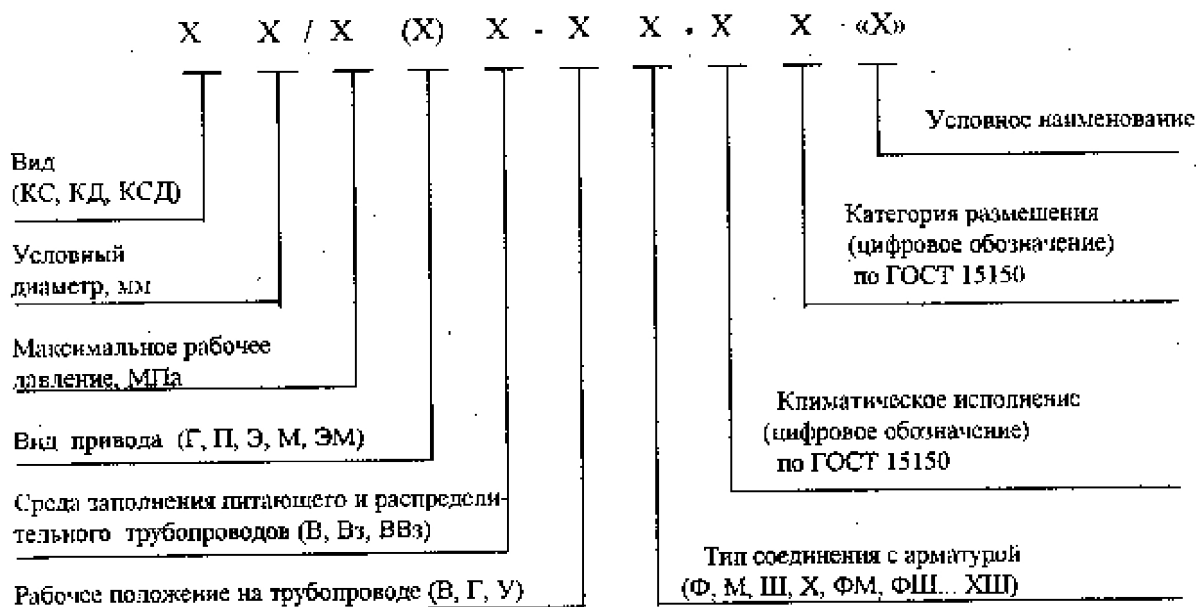 X X / X (X) X - X X . X X «X»
Условное наименование
Вид
(КС, КД, КСД)
Категория размешения
(цифровое обозначение)
по ГОСТ 15150
Условный
диаметр, мм
Максимальное рабочее
давление, МПа
Климатическое исполнение
(цифровое обозначение)
по ГОСТ 15150
Вид привода (Г, П, Э, М, ЭМ)
Среда заполнения питающего и распредели-
тельного трубопроводов (В, Вз, ВВз)
Тип соединения с арматурой
(Ф, М, Ш, Х, ФМ, ФШ... ХШ)
Рабочее положение на трубопроводе (В, Г, У)